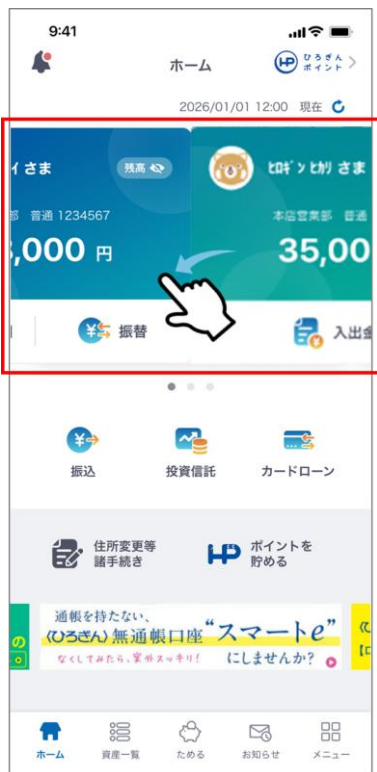 9:41
ホーム
ひろぎん
ポイント
2026/01/01 12:00 現在
イさま
残高
ヒロギン ヒカリ さま
部 普通 1234567
本店営業部 普通
,000 円
35,00
振替
入出金
振込
投資信託
カードローン
住所変更等
諸手続き
ポイントを
貯める
通帳を持たない、
〈ひろぎん〉無通帳口座“スマートe”
なくしてみたら、案外スッキリ!
にしませんか?
ホーム
資産一覧
ためる
お知らせ
メニュー